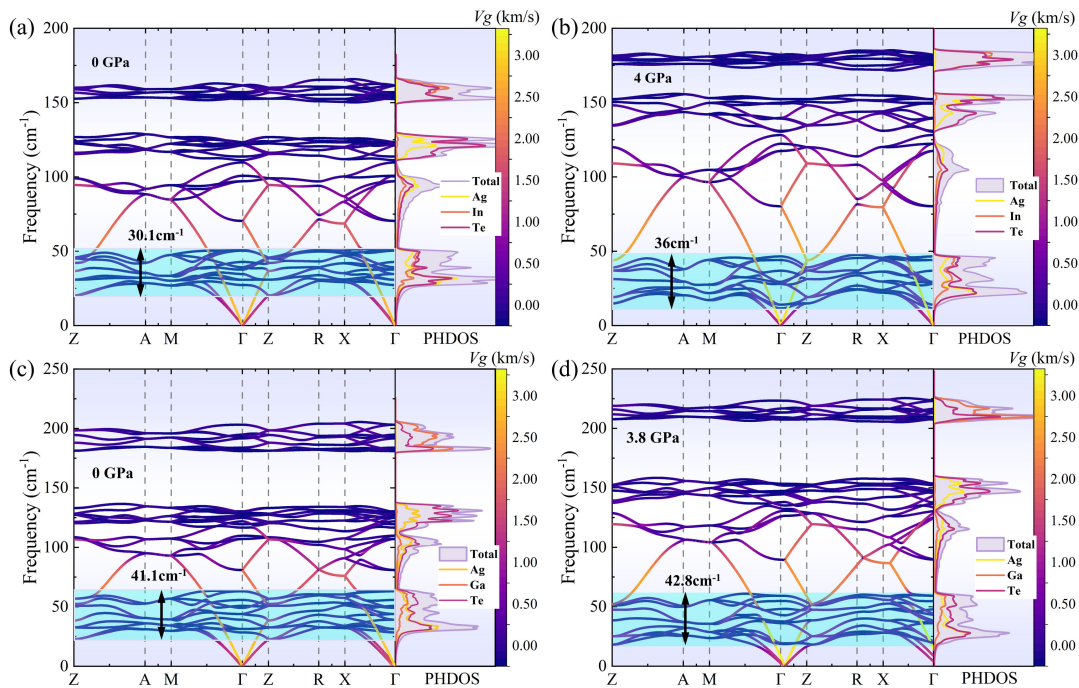 (a)
0 GPa
Frequency (cm⁻¹)
200
150
100
50
0
30.1cm⁻¹
Z A M Γ Z R X Γ PHDOS
Total
Ag
In
Te
Vg (km/s)
3.00
2.50
2.00
1.50
1.00
0.50
0.00
(b)
4 GPa
Frequency (cm⁻¹)
200
150
100
50
0
36cm⁻¹
Z A M Γ Z R X Γ PHDOS
Total
Ag
In
Te
Vg (km/s)
3.00
2.50
2.00
1.50
1.00
0.50
0.00
(c)
0 GPa
Frequency (cm⁻¹)
250
200
150
100
50
0
41.1cm⁻¹
Z A M Γ Z R X Γ PHDOS
Total
Ag
Ga
Te
Vg (km/s)
3.00
2.50
2.00
1.50
1.00
0.50
0.00
(d)
3.8 GPa
Frequency (cm⁻¹)
250
200
150
100
50
0
42.8cm⁻¹
Z A M Γ Z R X Γ PHDOS
Total
Ag
Ga
Te
Vg (km/s)
3.00
2.50
2.00
1.50
1.00
0.50
0.00